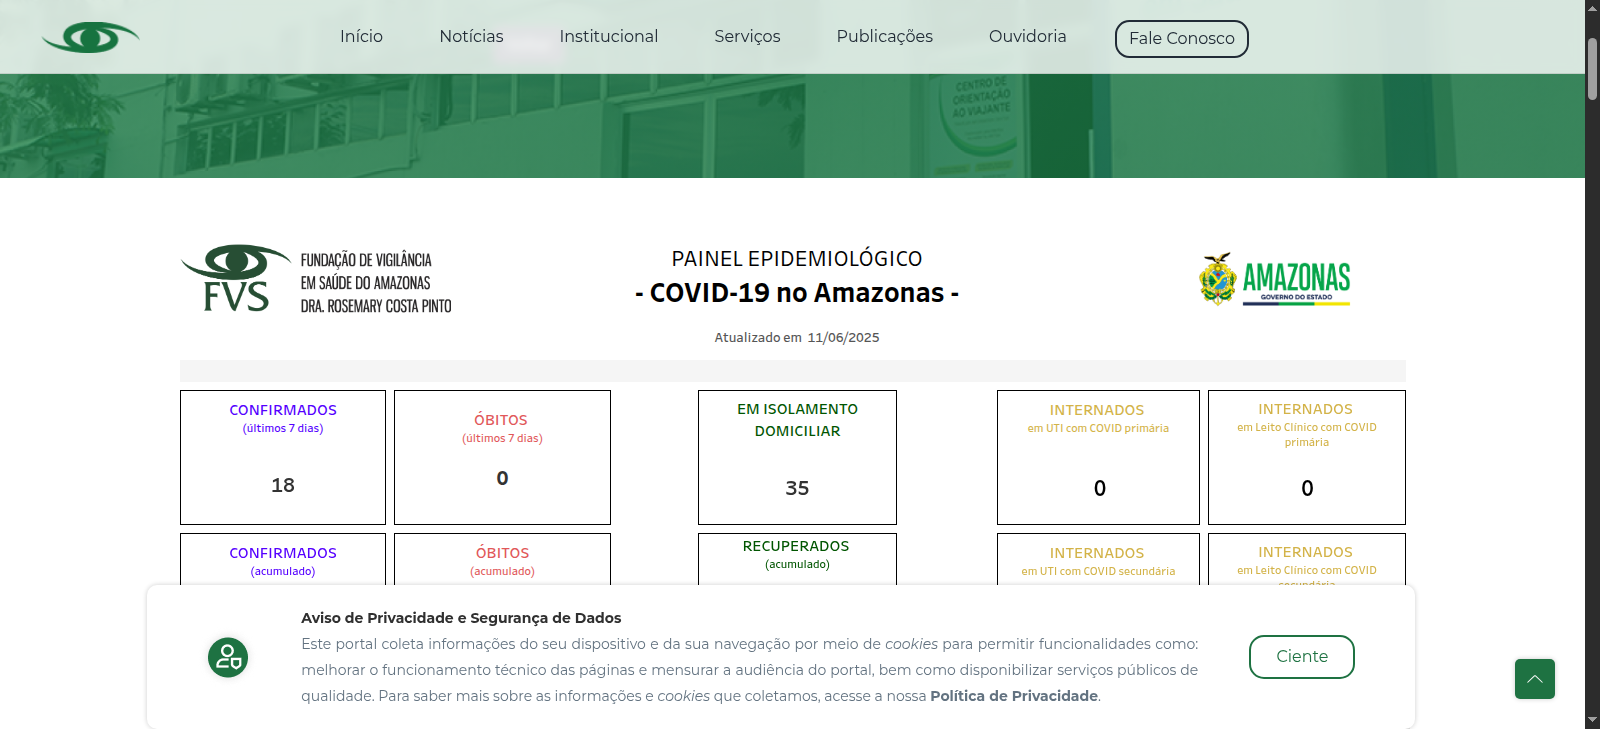 Início Notícias Institucional Serviços Publicações Ouvidoria Fale Conosco
CENTRO DE
ORIENTAÇÃO
AO VIAJANTE
FVS
FUNDAÇÃO DE VIGILÂNCIA
EM SAÚDE DO AMAZONAS
DRA. ROSEMARY COSTA PINTO
PAINEL EPIDEMIOLÓGICO
- COVID-19 no Amazonas -
Atualizado em 11/06/2025
AMAZONAS
GOVERNO DO ESTADO
CONFIRMADOS
(últimos 7 dias)
18
ÓBITOS
(últimos 7 dias)
0
EM ISOLAMENTO
DOMICILIAR
35
INTERNADOS
em UTI com COVID primária
0
INTERNADOS
em Leito Clínico com COVID
primária
0
CONFIRMADOS
(acumulado)
ÓBITOS
(acumulado)
RECUPERADOS
(acumulado)
INTERNADOS
em UTI com COVID secundária
INTERNADOS
em Leito Clínico com COVID
secundária
Aviso de Privacidade e Segurança de Dados
Este portal coleta informações do seu dispositivo e da sua navegação por meio de cookies para permitir funcionalidades como:
melhorar o funcionamento técnico das páginas e mensurar a audiência do portal, bem como disponibilizar serviços públicos de
qualidade. Para saber mais sobre as informações e cookies que coletamos, acesse a nossa Política de Privacidade.
Ciente